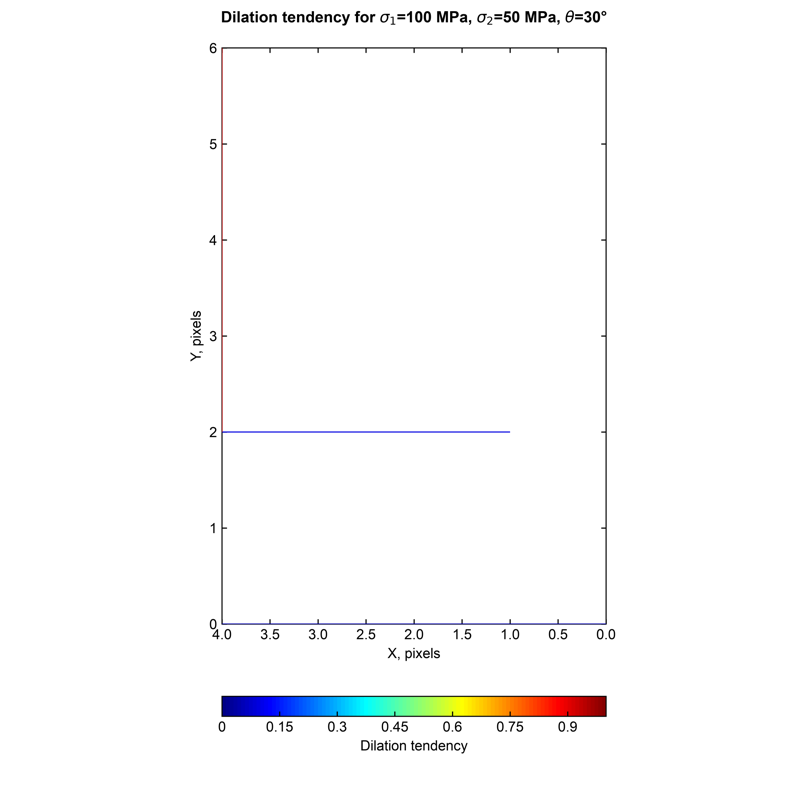 Dilation tendency for σ₁=100 MPa, σ₂=50 MPa, θ=30°
6
5
4
3
2
1
0
Y, pixels
4.0 3.5 3.0 2.5 2.0 1.5 1.0 0.5 0.0
X, pixels
0 0.15 0.3 0.45 0.6 0.75 0.9
Dilation tendency